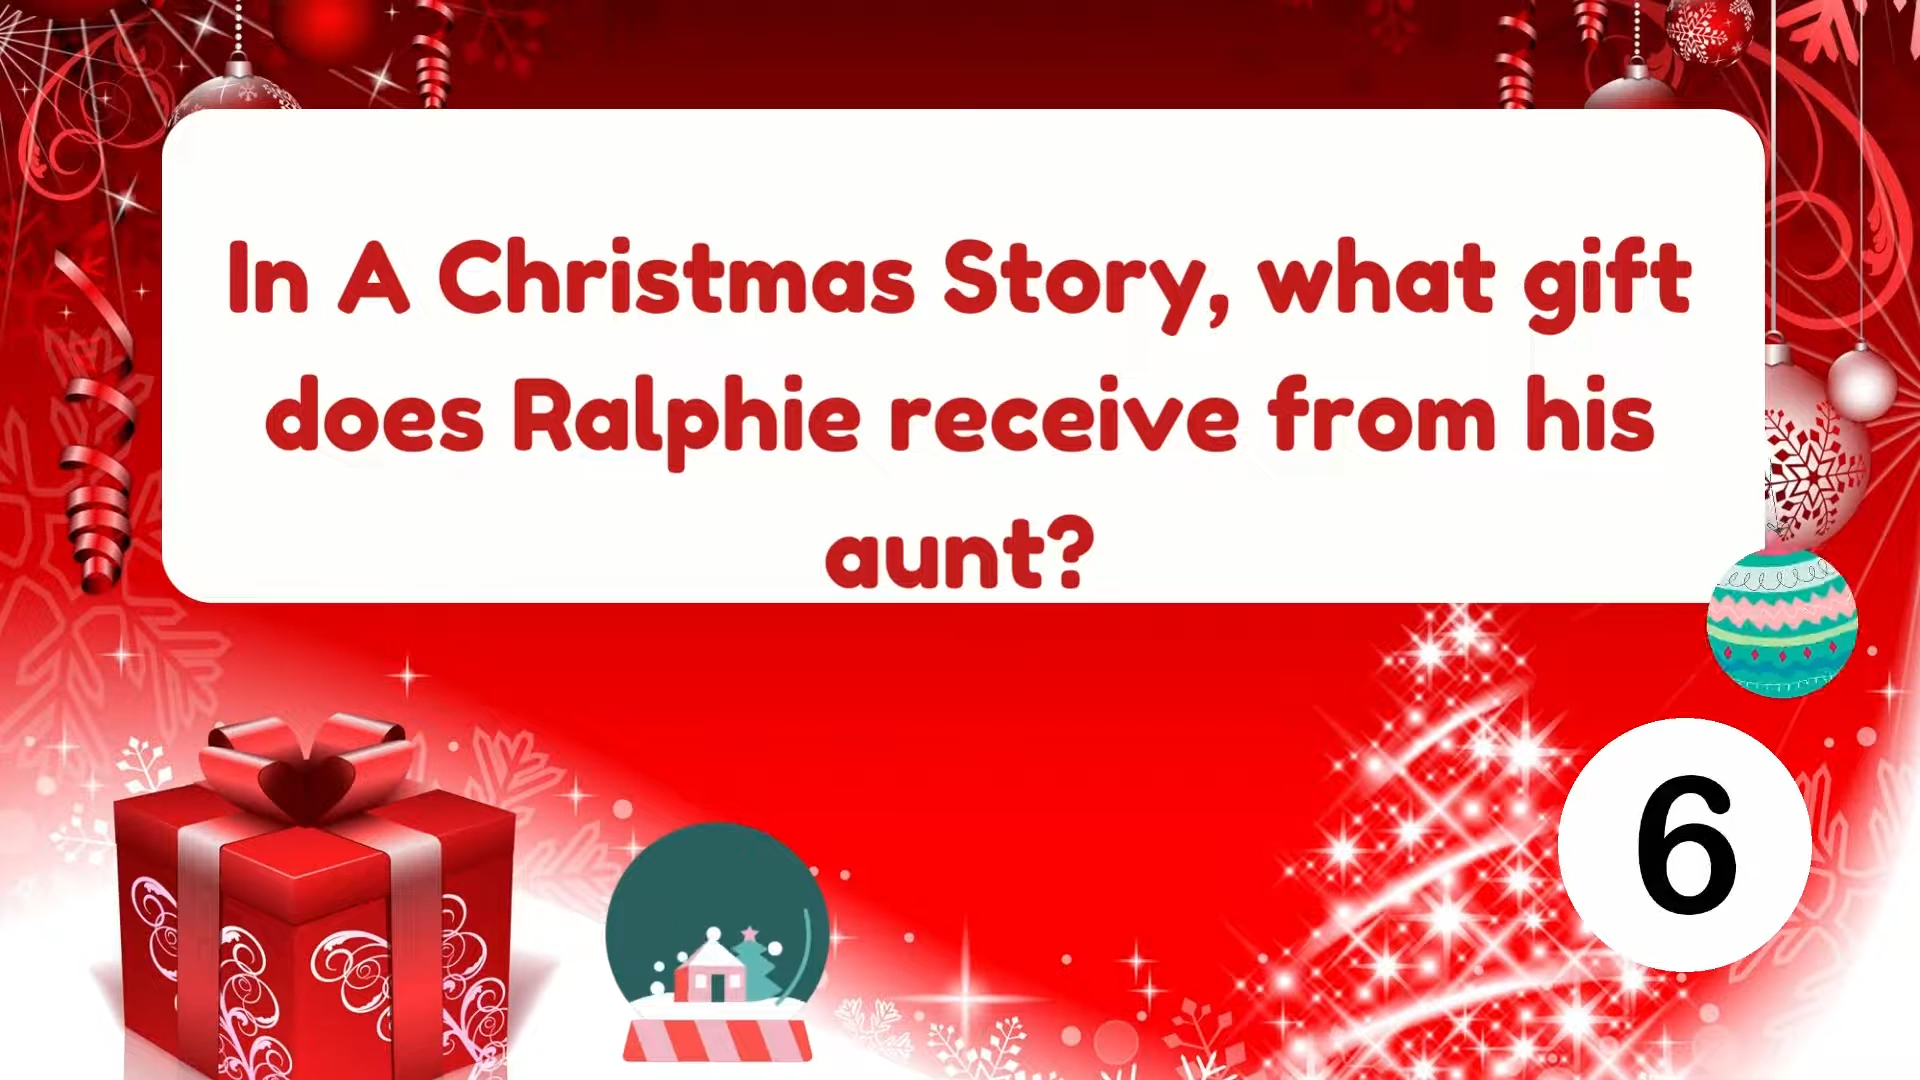 In A Christmas Story, what gift
does Ralphie receive from his
aunt?
6